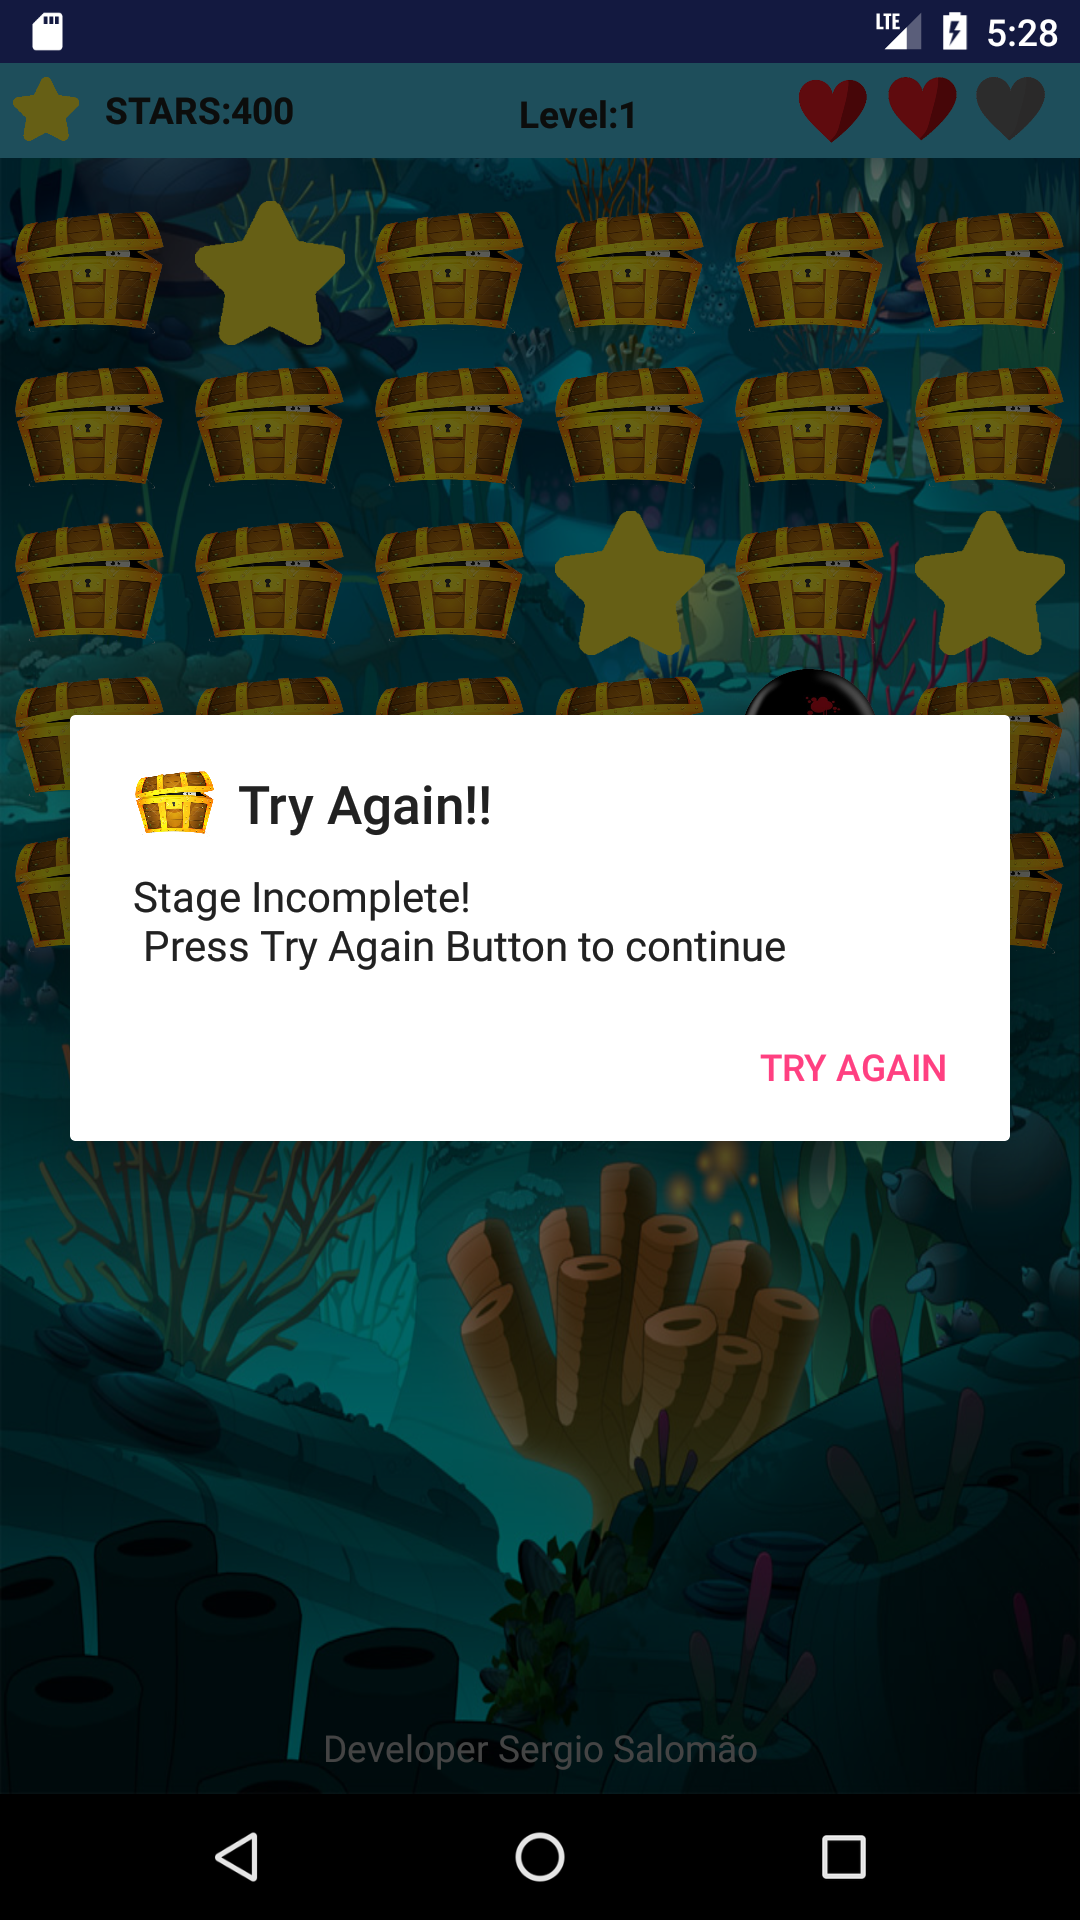 LTE 5:28
STARS:400 Level:1
Try Again!!
Stage Incomplete!
Press Try Again Button to continue
TRY AGAIN
Developer Sergio Salomão